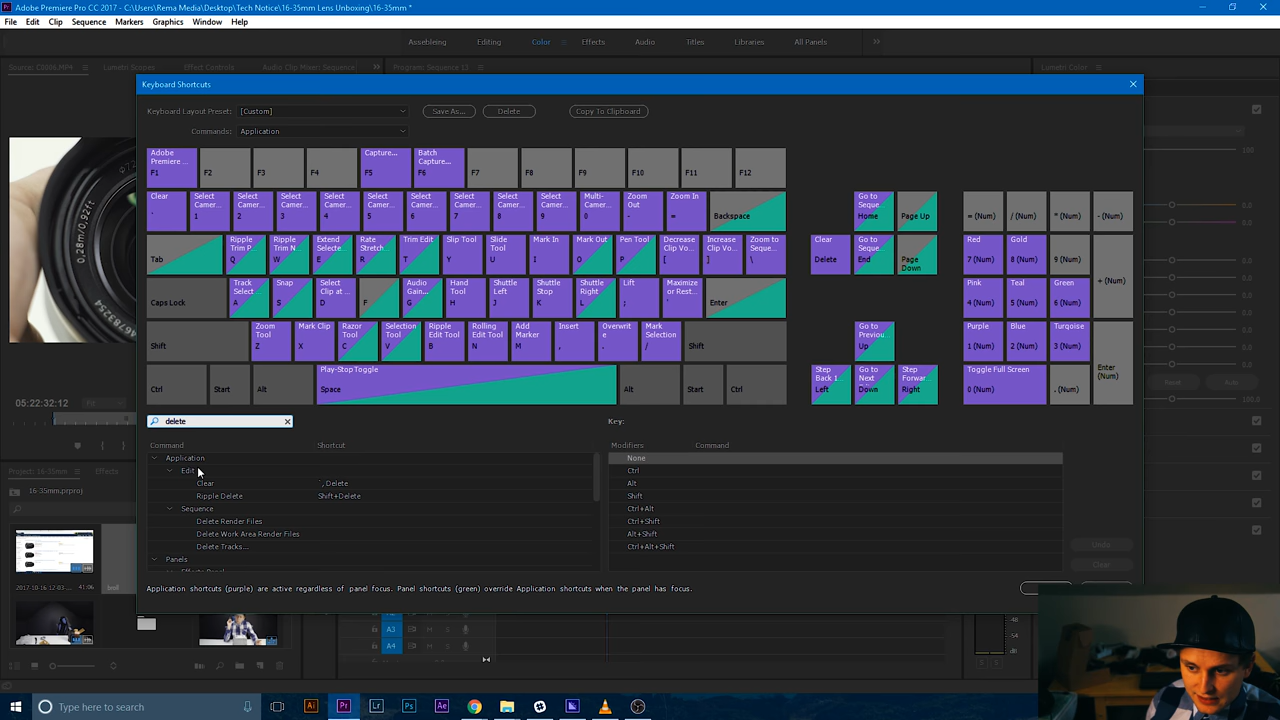 Adobe Premiere Pro CC 2017 - C:\Users\Rema Media\Desktop\Tech Notice\16-35mm Lens Unboxing\16-35mm *
File Edit Clip Sequence Markers Graphics Window Help
Assebleing Editing Color Effects Audio Titles Libraries All Panels
Source: C0086.MP4 Lumetri Scopes Effect Controls Audio Clip Mixer: Sequence Program: Sequence 13 Lumetri Color
Keyboard Shortcuts
Keyboard Layout Preset: [Custom] Save As... Delete Copy To Clipboard
Commands: Application
Adobe Premiere ... F1
F2
F3
F4
Capture... F5
Batch Capture... F6
F7
F8
F9
F10
F11
F12
Clear `
Select Camer... 1
Select Camer... 2
Select Camer... 3
Select Camer... 4
Select Camer... 5
Select Camer... 6
Select Camer... 7
Select Camer... 8
Select Camer... 9
Multi-Camer... 0
Zoom Out -
Zoom In =
Backspace
Go to Seque... Home
Page Up
= (Num)
/ (Num)
* (Num)
- (Num)
Tab
Ripple Trim P... Q
Ripple Trim N... W
Extend Selecte... E
Rate Stretch... R
Trim Edit T
Slip Tool Y
Slide Tool U
Mark In I
Mark Out O
Pen Tool P
Decrease Clip Vo... [
Increase Clip Vo... ]
Zoom to Seque... \
Clear Delete
Go to Seque... End
Page Down
Red 7 (Num)
Gold 8 (Num)
9 (Num)
+ (Num)
Caps Lock
Track Select... A
Snap S
Select Clip at ... D
F
Audio Gain... G
Hand Tool H
Shuttle Left J
Shuttle Stop K
Shuttle Right L
Lift ;
Maximize or Rest... '
Enter
Pink 4 (Num)
Teal 5 (Num)
Green 6 (Num)
Shift
Zoom Tool Z
Mark Clip X
Razor Tool C
Selection Tool V
Ripple Edit Tool B
Rolling Edit Tool N
Add Marker M
Insert ,
Overwrite .
Mark Selection /
Shift
Go to Previou... Up
Purple 1 (Num)
Blue 2 (Num)
Turqoise 3 (Num)
Enter (Num)
Ctrl
Start
Alt
Play-Stop Toggle Space
Alt
Start
Ctrl
Step Back 1... Left
Go to Next ... Down
Step Forwar... Right
Toggle Full Screen 0 (Num)
. (Num)
0.28m/0.92ft
46783254
05:22:32:12 Fit
delete
Key:
Command Shortcut
Modifiers Command
Application
None
Edit
Ctrl
Clear `, Delete
Alt
Ripple Delete Shift+Delete
Shift
Sequence
Ctrl+Alt
Delete Render Files
Ctrl+Shift
Delete Work Area Render Files
Alt+Shift
Delete Tracks...
Ctrl+Alt+Shift
Panels
Undo
Clear
Application shortcuts (purple) are active regardless of panel focus. Panel shortcuts (green) override Application shortcuts when the panel has focus.
Project: 16-35mm Effects
16-35mm.prproj
2017-10-16 12-03-... 41:06
broll
A3 M S
A4 M S
-48
-54
dB
S S
Reset Auto
Type here to search